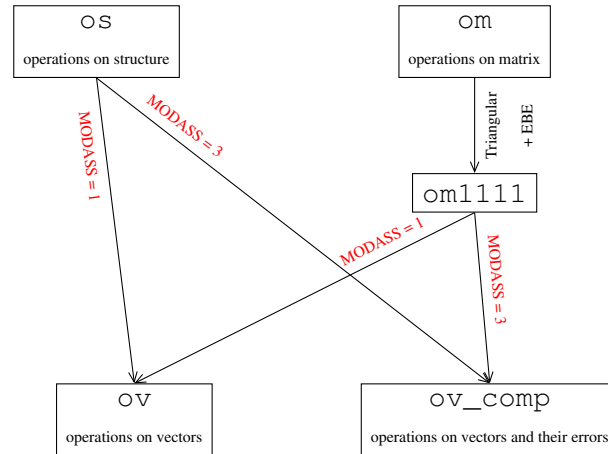 os
operations on structure
om
operations on matrix
Triangular
+ EBE
MODASS = 3
MODASS = 1
om1111
MODASS = 1
MODASS = 3
ov
operations on vectors
ov_comp
operations on vectors and their errors